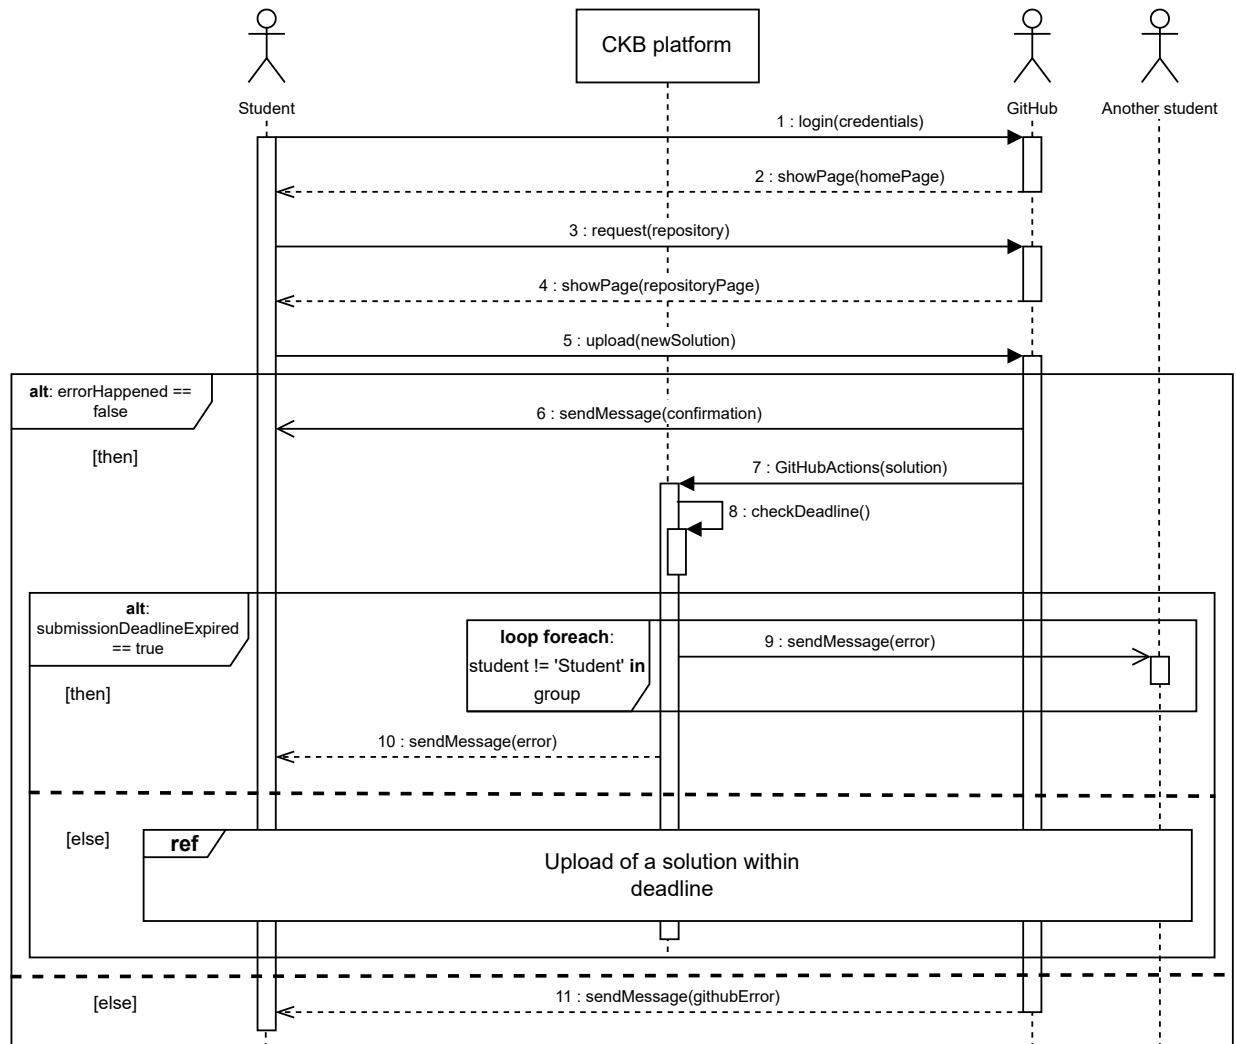 CKB platform
Student
GitHub
Another student
1 : login(credentials)
2 : showPage(homePage)
3 : request(repository)
4 : showPage(repositoryPage)
5 : upload(newSolution)
alt: errorHappened ==
false
6 : sendMessage(confirmation)
[then]
7 : GitHubActions(solution)
8 : checkDeadline()
alt:
submissionDeadlineExpired
== true
loop foreach:
student != 'Student' in
group
9 : sendMessage(error)
[then]
10 : sendMessage(error)
[else]
ref
Upload of a solution within
deadline
[else]
11 : sendMessage(githubError)